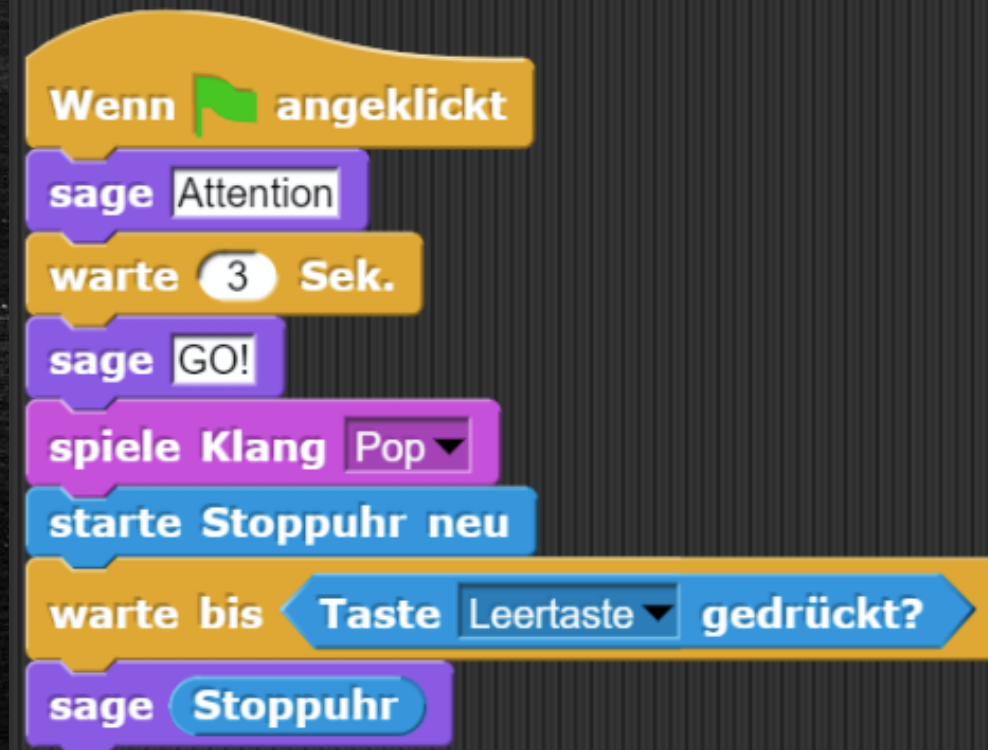 Wenn angeklickt
sage Attention
warte 3 Sek.
sage GO!
spiele Klang Pop
starte Stoppuhr neu
warte bis Taste Leertaste gedrückt?
sage Stoppuhr